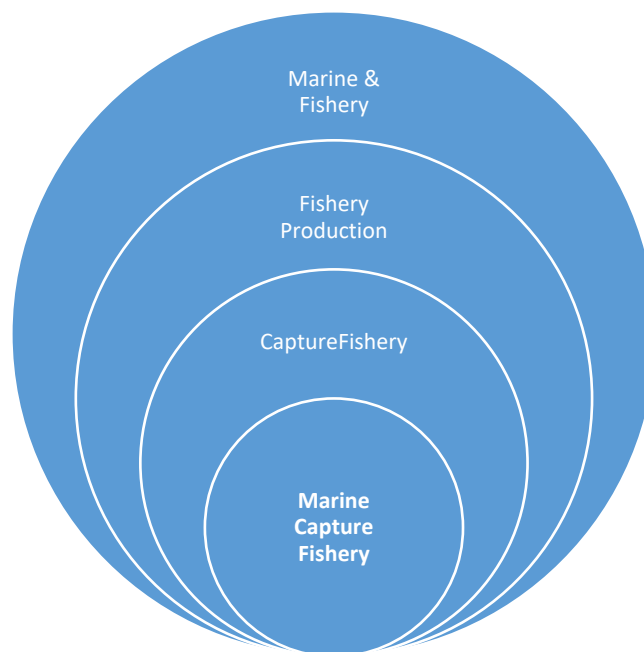 Marine &
Fishery
Fishery
Production
CaptureFishery
Marine
Capture
Fishery